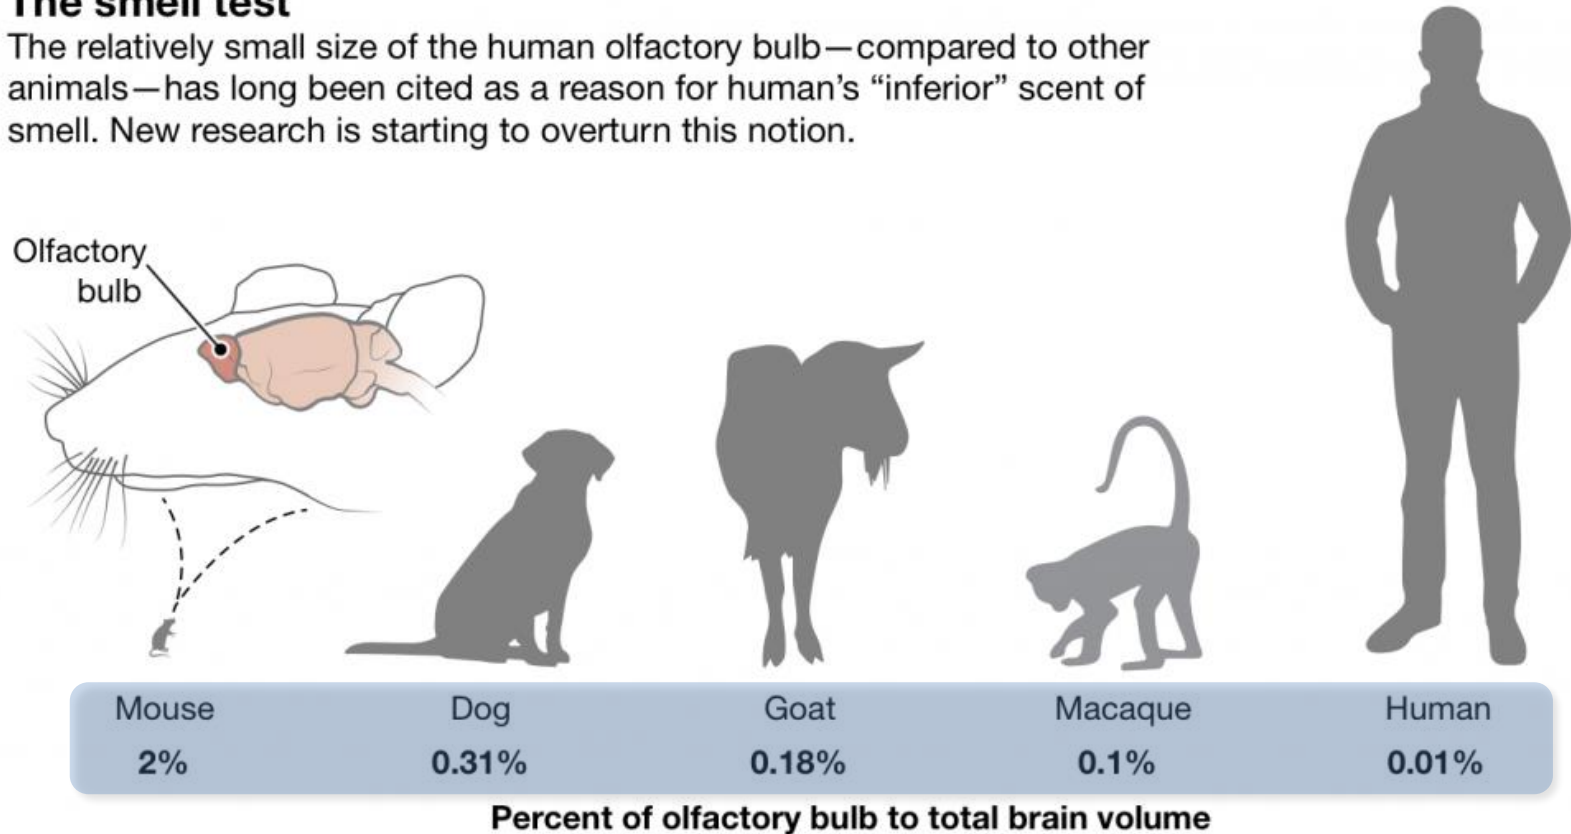 The smell test
The relatively small size of the human olfactory bulb—compared to other
animals—has long been cited as a reason for human’s “inferior” scent of
smell. New research is starting to overturn this notion.
Olfactory
bulb
Mouse Dog Goat Macaque Human
2% 0.31% 0.18% 0.1% 0.01%
Percent of olfactory bulb to total brain volume